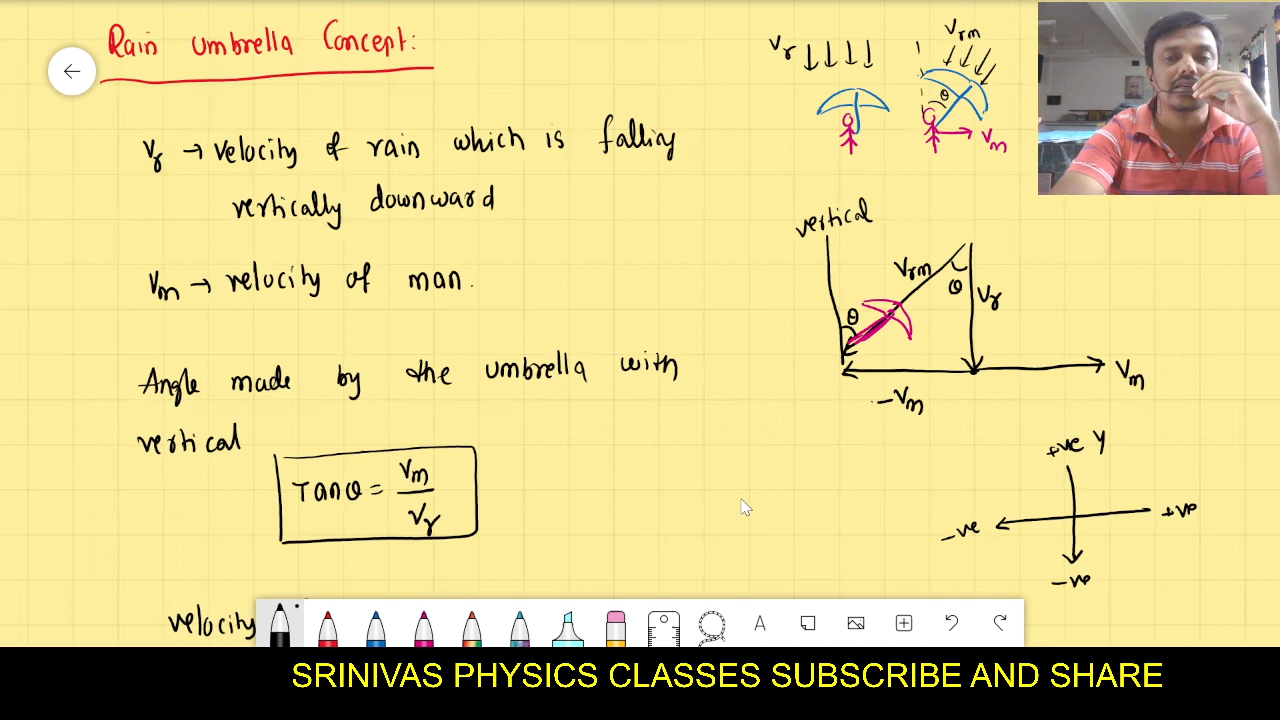 Rain Umbrella Concept:
Vr → velocity of rain which is falling
vertically downward
Vm → velocity of man.
Angle made by the umbrella with
vertical
Tanθ = Vm/Vr
velocity
Vr
Vrm
θ
Vm
vertical
Vrm
θ
θ
Vr
Vm
-Vm
+ve Y
+ve
-ve
-ve
A
SRINIVAS PHYSICS CLASSES SUBSCRIBE AND SHARE